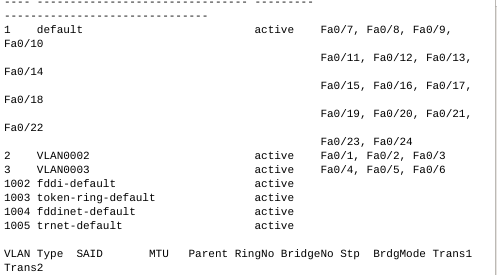 ---- -------------------------------- ---------
-------------------------------
1    default                          active    Fa0/7, Fa0/8, Fa0/9,
Fa0/10
                                                Fa0/11, Fa0/12, Fa0/13,
Fa0/14
                                                Fa0/15, Fa0/16, Fa0/17,
Fa0/18
                                                Fa0/19, Fa0/20, Fa0/21,
Fa0/22
                                                Fa0/23, Fa0/24
2    VLAN0002                         active    Fa0/1, Fa0/2, Fa0/3
3    VLAN0003                         active    Fa0/4, Fa0/5, Fa0/6
1002 fddi-default                     active
1003 token-ring-default               active
1004 fddinet-default                  active
1005 trnet-default                    active
VLAN Type  SAID       MTU   Parent RingNo BridgeNo Stp  BrdgMode Trans1
Trans2